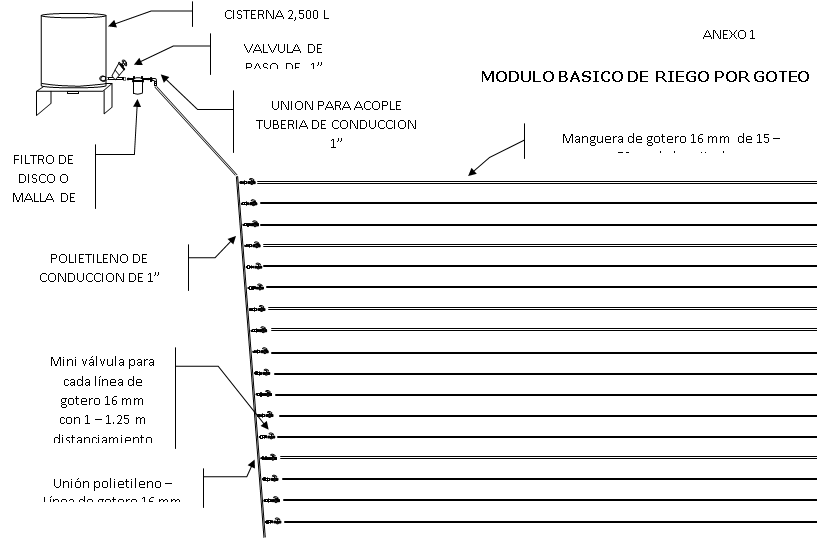 CISTERNA 2,500 L
ANEXO 1
VALVULA DE
PASO DE 1”
MODULO BASICO DE RIEGO POR GOTEO
UNION PARA ACOPLE
TUBERIA DE CONDUCCION
1”
Manguera de gotero 16 mm de 15 –
FILTRO DE
DISCO O
MALLA DE
POLIETILENO DE
CONDUCCION DE 1”
Mini válvula para
cada línea de
gotero 16 mm
con 1 – 1.25 m
distanciamiento
Unión polietileno –
Línea de gotero 16 mm